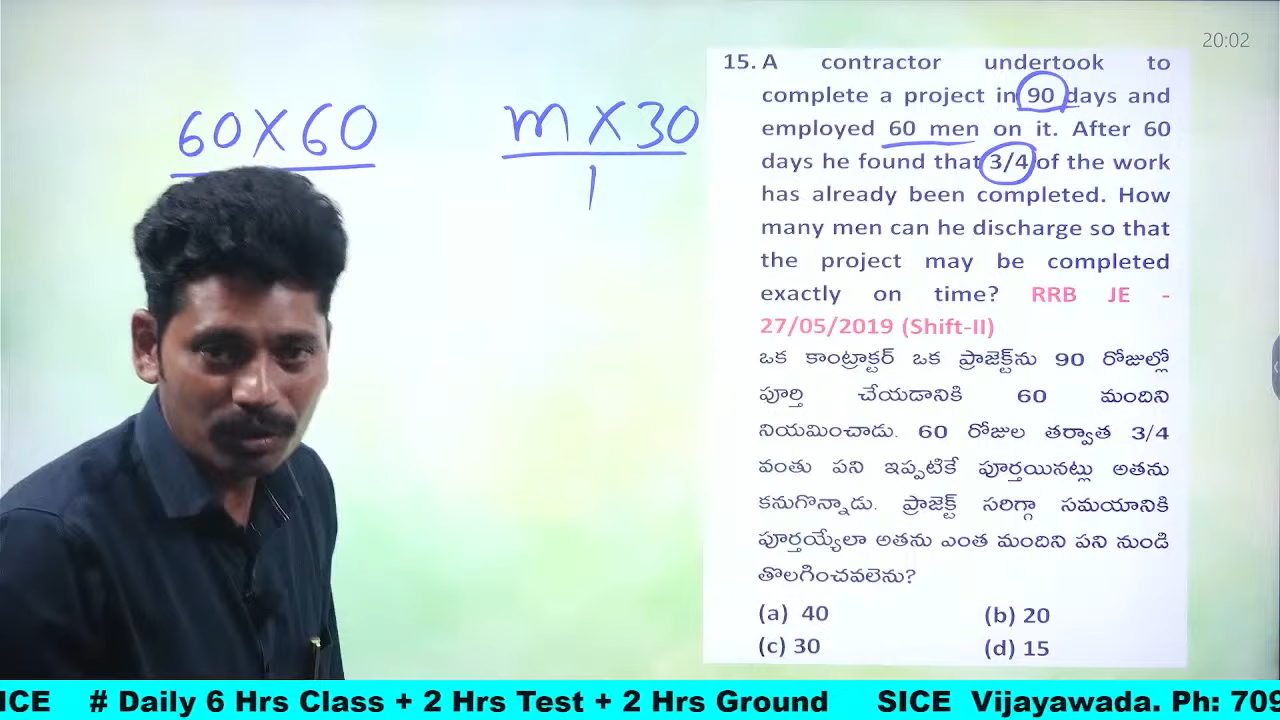 20:02
60 X 60
m X 30
1
15. A contractor undertook to
complete a project in 90 days and
employed 60 men on it. After 60
days he found that 3/4 of the work
has already been completed. How
many men can he discharge so that
the project may be completed
exactly on time? RRB JE -
27/05/2019 (Shift-II)
ఒక కాంట్రాక్టర్ ఒక ప్రాజెక్ట్‌ను 90 రోజుల్లో
పూర్తి చేయడానికి 60 మందిని
నియమించాడు. 60 రోజుల తర్వాత 3/4
వంతు పని ఇప్పటికే పూర్తయినట్లు అతను
కనుగొన్నాడు. ప్రాజెక్ట్ సరిగ్గా సమయానికి
పూర్తయ్యేలా అతను ఎంత మందిని పని నుండి
తొలగించవలెను?
(a) 40 (b) 20
(c) 30 (d) 15
ICE # Daily 6 Hrs Class + 2 Hrs Test + 2 Hrs Ground SICE Vijayawada. Ph: 709